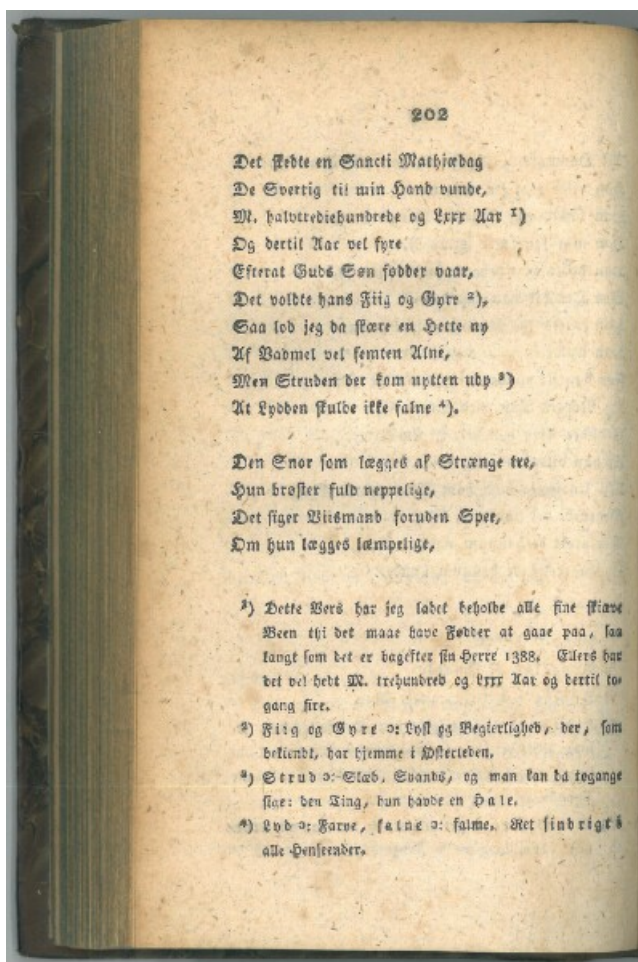 202
Det skedte en Sancti Mathiædag
De Svertig til min Hand vunde,
M. halvtrediehundrede og Lxxx Aar ¹)
Og dertil Aar vel fyre
Efterat Guds Søn fødder vaar,
Det voldte hans Fiig og Gyre ²),
Saa lod jeg da skære en Hette ny
Af Vadmel vel femten Alne,
Men Struden der kom nytten udy ³)
At Lydden skulde ikke falne ⁴).
Den Snor som lægges af Strænge tre,
Hun brøster fuld neppelige,
Det siger Viismand foruden Spee,
Om hun lægges læmpelige,
¹) Dette Vers har jeg ladet beholde alle sine skiæve
Been thi det maae have Fødder at gaae paa, saa
langt som det er bagefter sin Herre 1388. Ellers har
det vel hedt M. trehundred og Lxxx Aar og dertil to-
gang fire.
²) Fiig og Gyre ɔ: Lyst og Begierlighed, der, som
bekiendt, har hjemme i Østerleden.
³) Strud ɔ: Slæb, Svands, og man kan da togange
sige: den Ting, hun havde en Hale.
⁴) Lyd ɔ: Farve, falne ɔ: falme. Ret sindrigt i
alle Henseender.